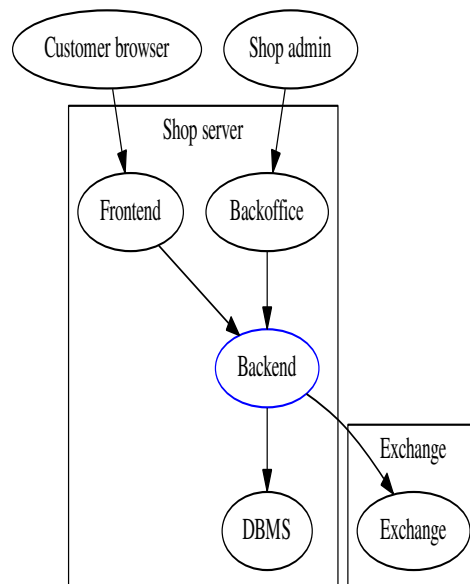 Customer browser
Shop admin
Shop server
Frontend
Backoffice
Backend
Exchange
DBMS
Exchange